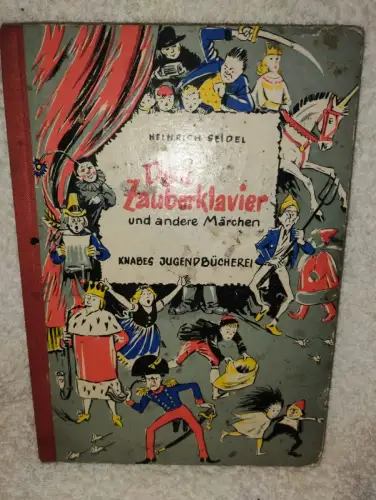 HEINRICH SEIDEL
Das
Zauberklavier
und andere Märchen
KNABES JUGENDBÜCHEREI